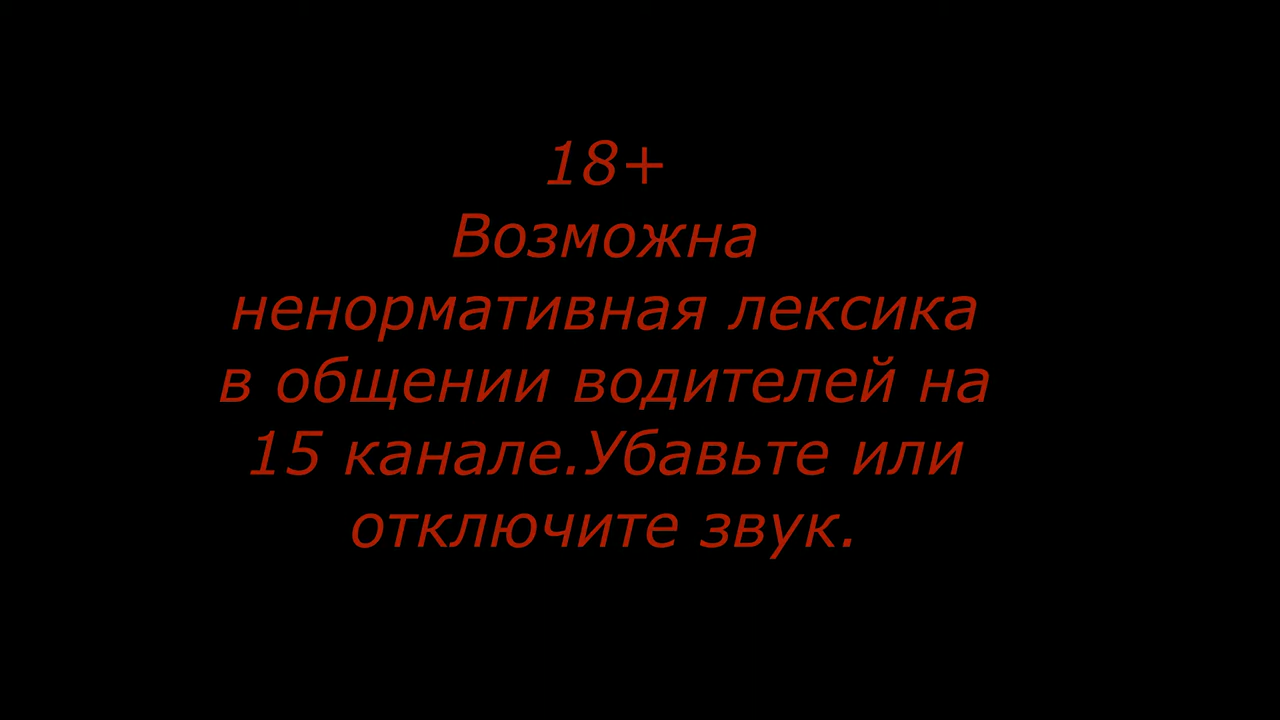 18+
Возможна
ненормативная лексика
в общении водителей на
15 канале.Убавьте или
отключите звук.